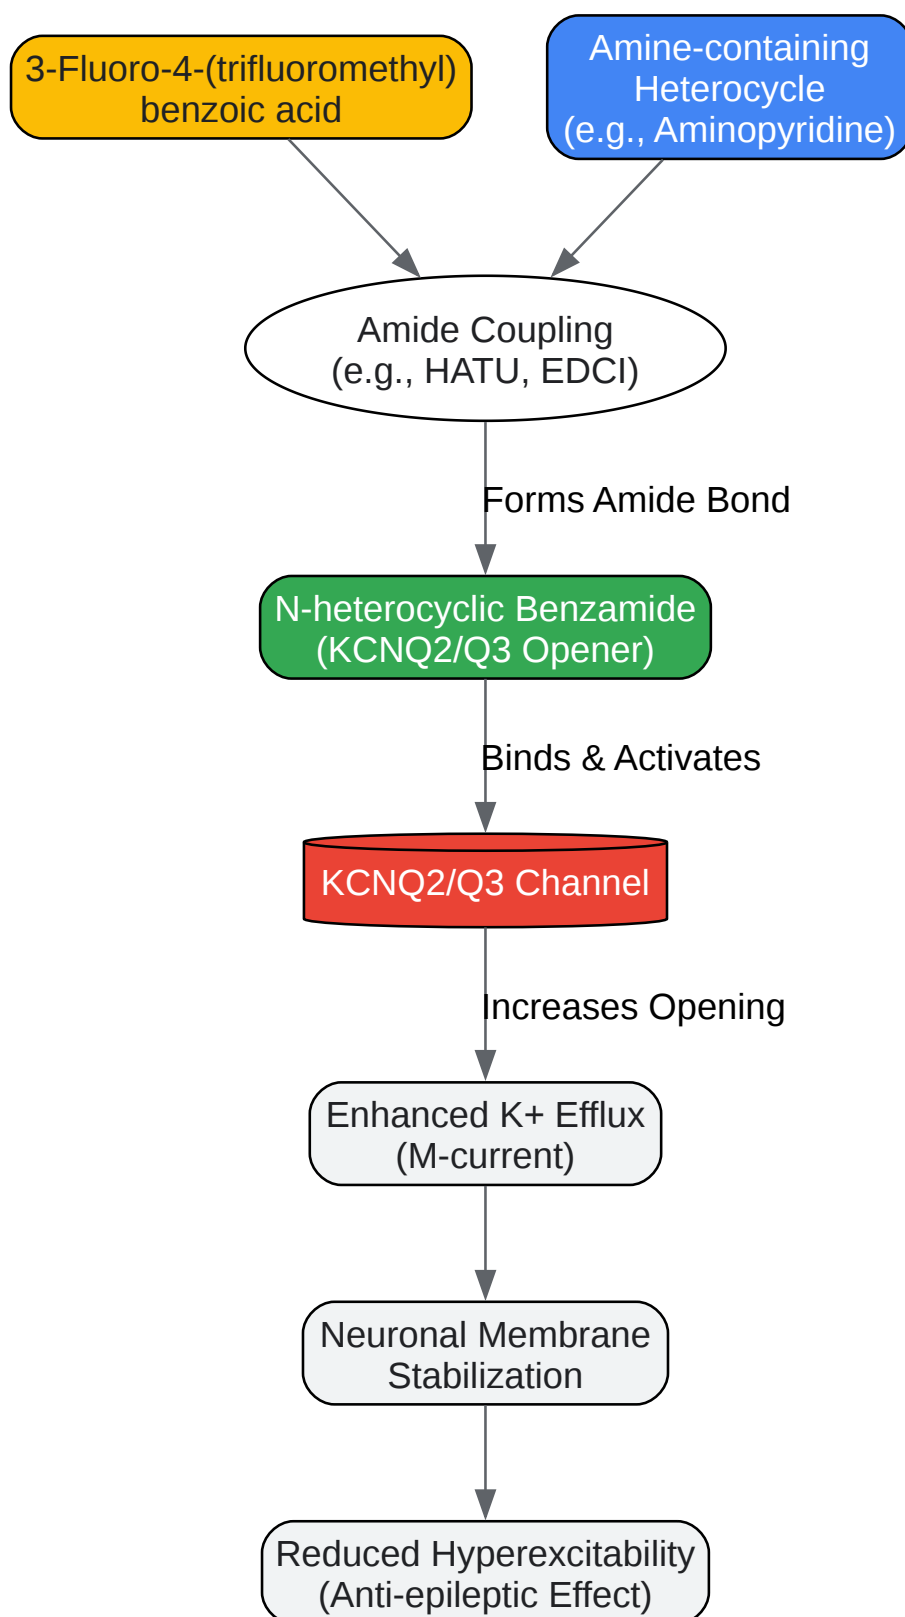 3-Fluoro-4-(trifluoromethyl)
benzoic acid
Amine-containing
Heterocycle
(e.g., Aminopyridine)
Amide Coupling
(e.g., HATU, EDCI)
Forms Amide Bond
N-heterocyclic Benzamide
(KCNQ2/Q3 Opener)
Binds & Activates
KCNQ2/Q3 Channel
Increases Opening
Enhanced K+ Efflux
(M-current)
Neuronal Membrane
Stabilization
Reduced Hyperexcitability
(Anti-epileptic Effect)